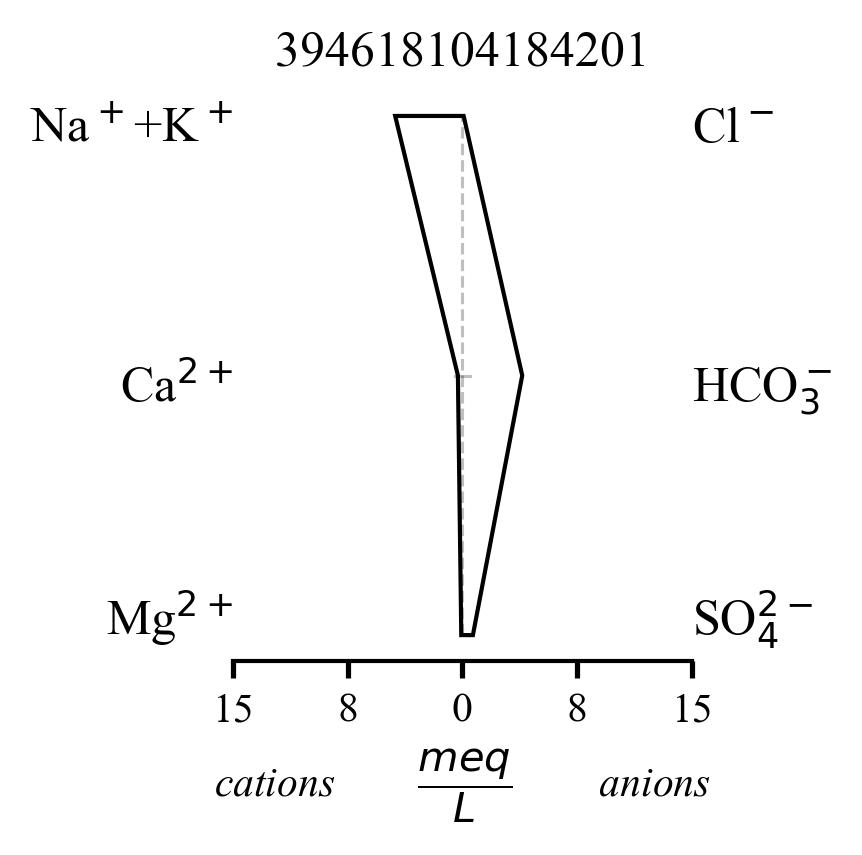 394618104184201
Na⁺+K⁺ Cl⁻
Ca²⁺ HCO₃⁻
Mg²⁺ SO₄²⁻
15 8 0 8 15
cations meq/L anions